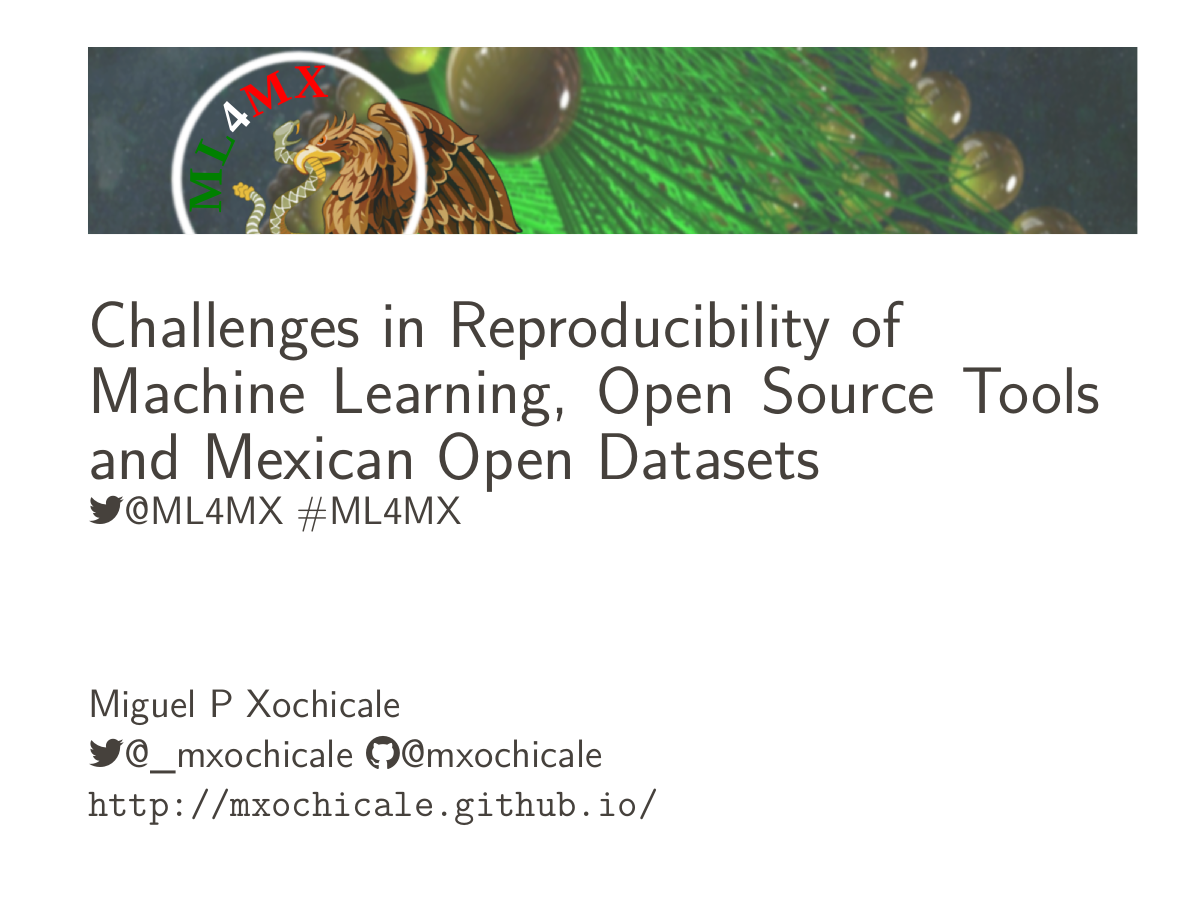 ML4MX
Challenges in Reproducibility of
Machine Learning, Open Source Tools
and Mexican Open Datasets
@ML4MX #ML4MX
Miguel P Xochicale
@_mxochicale @mxochicale
http://mxochicale.github.io/